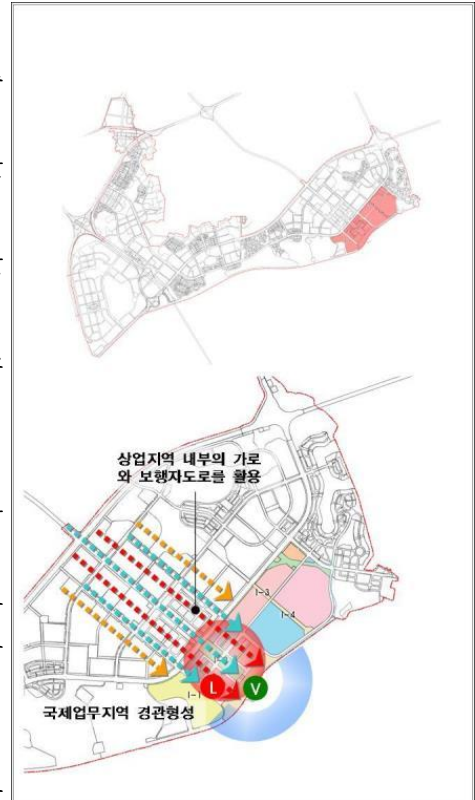 상업지역 내부의 가로
와 보행자도로를 활용
I-3
I-4
I-1
L
V
국제업무지역 경관형성